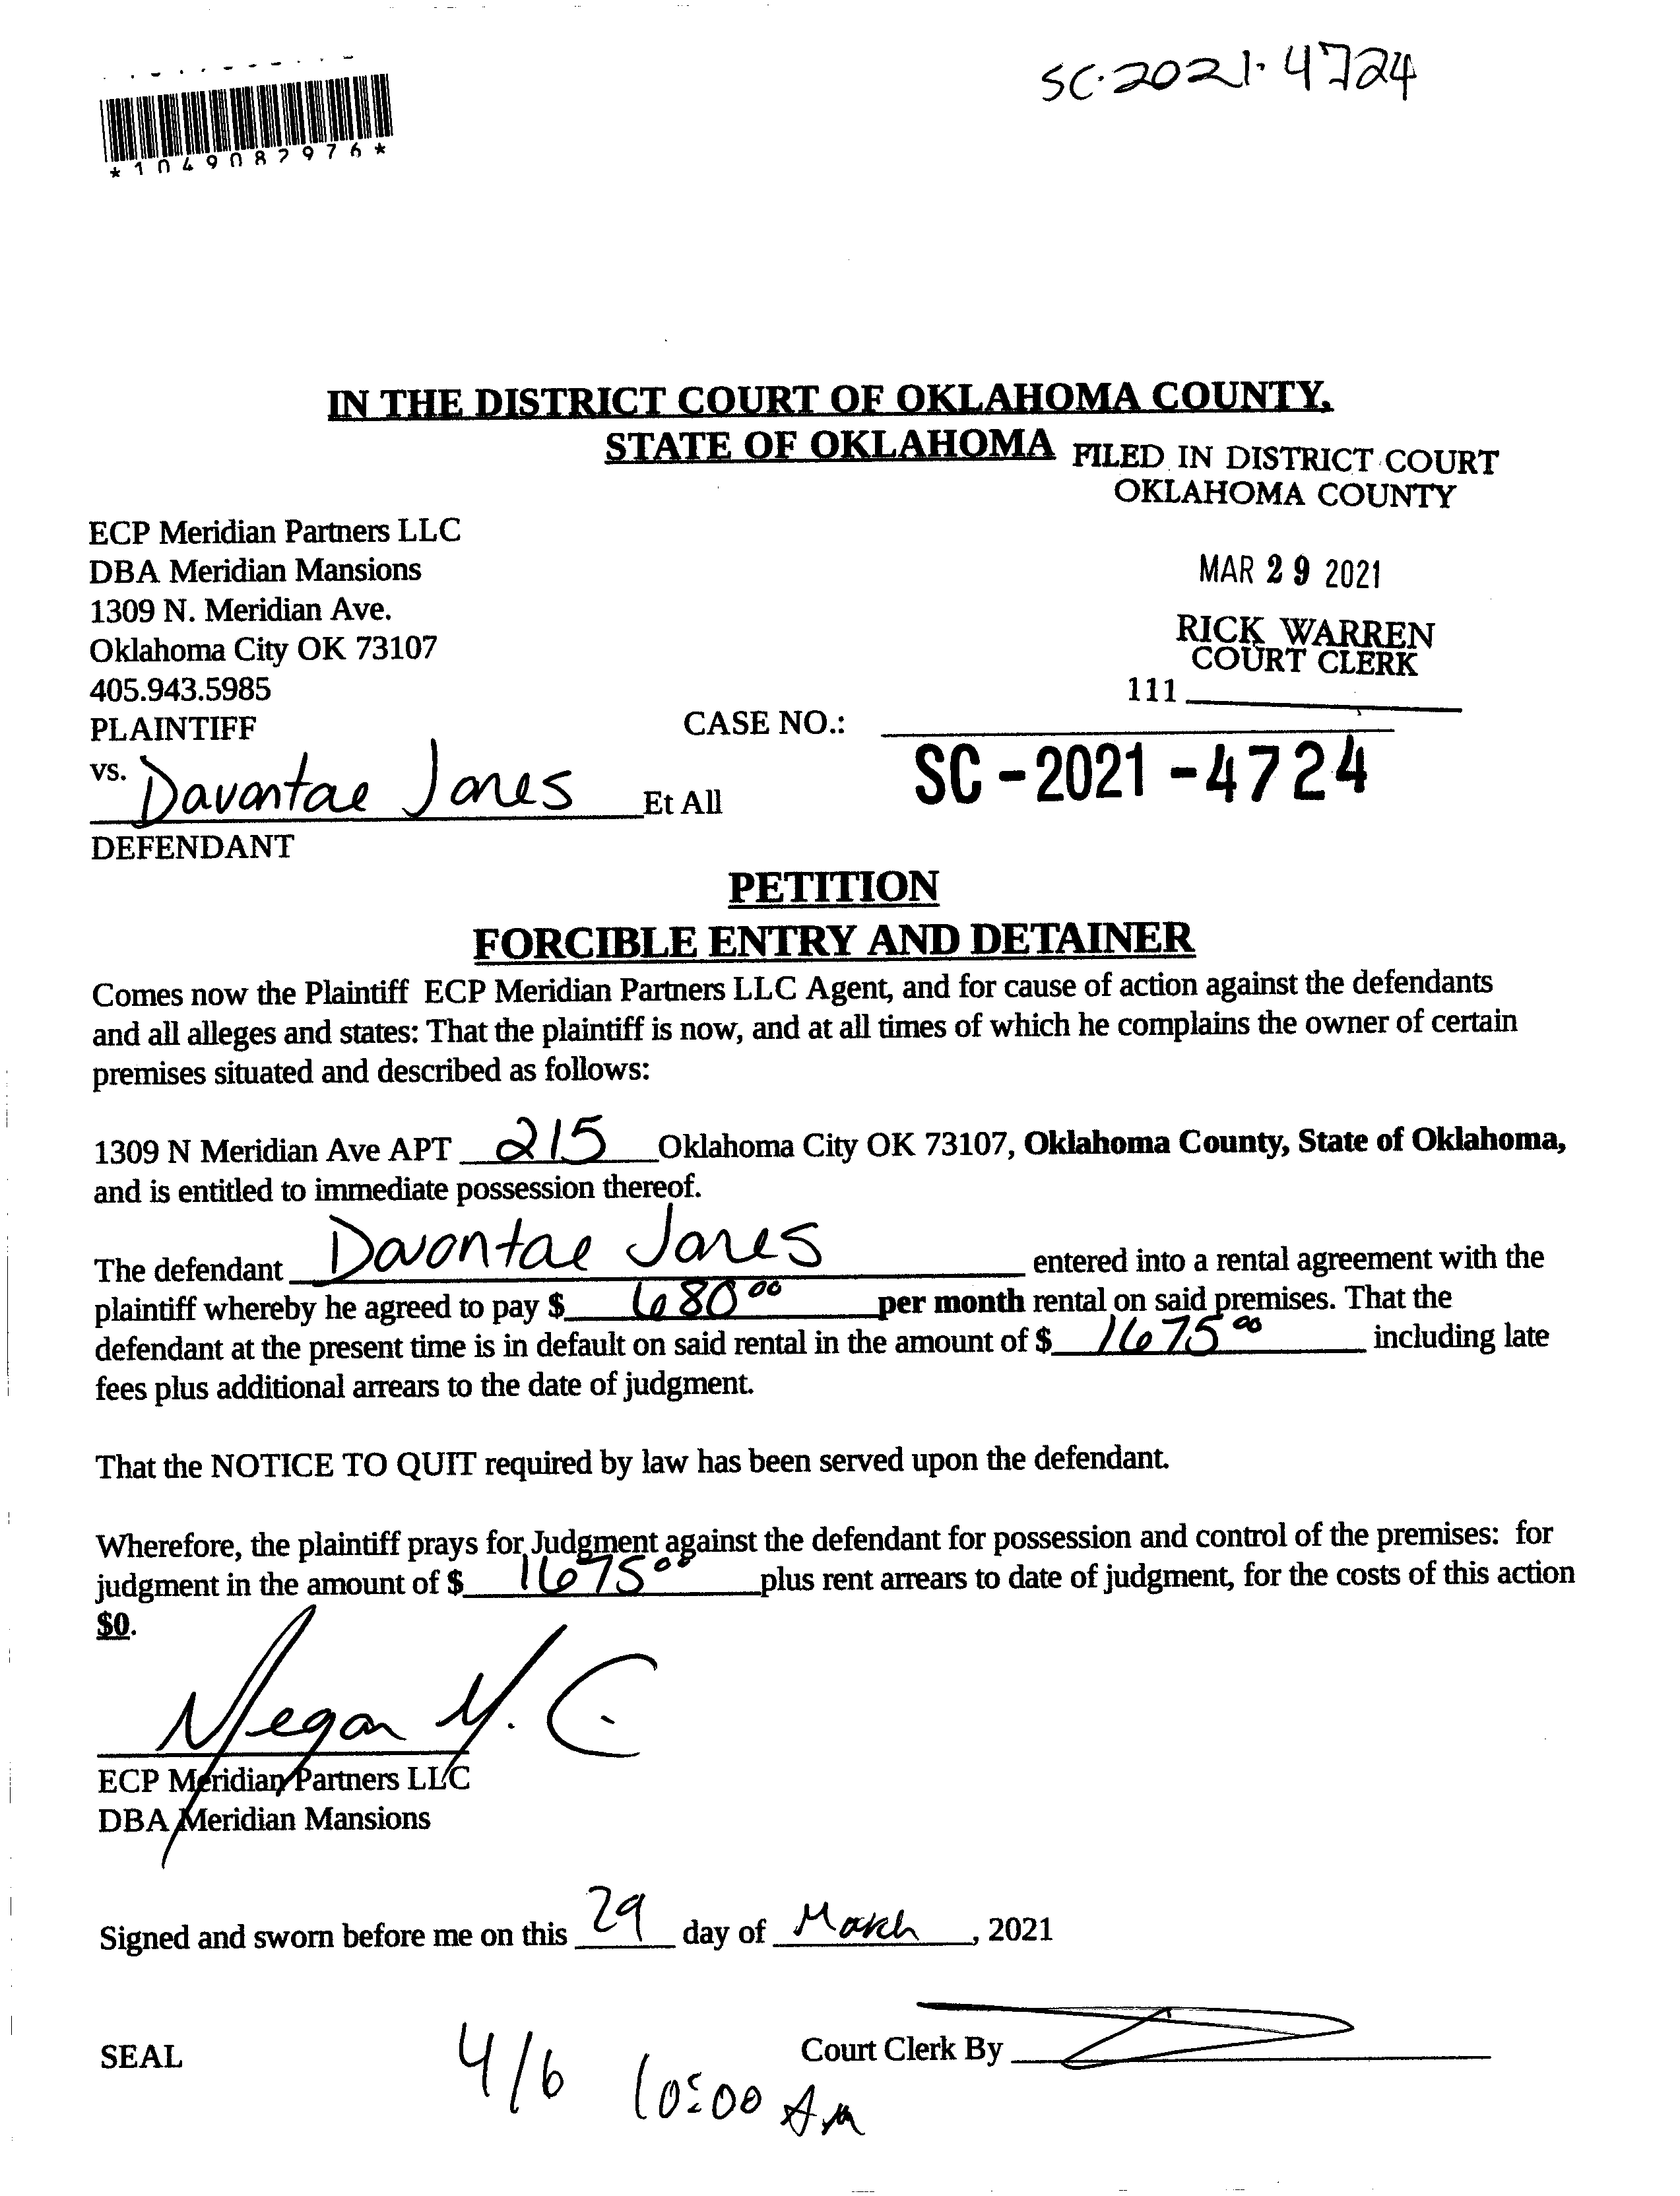 SC-2021-4724
*1049082976*
IN THE DISTRICT COURT OF OKLAHOMA COUNTY,
STATE OF OKLAHOMA
FILED IN DISTRICT COURT
OKLAHOMA COUNTY
MAR 29 2021
RICK WARREN
COURT CLERK
111
ECP Meridian Partners LLC
DBA Meridian Mansions
1309 N. Meridian Ave.
Oklahoma City OK 73107
405.943.5985
PLAINTIFF
CASE NO.:
SC-2021-4724
vs. Davontae Jones Et All
DEFENDANT
PETITION
FORCIBLE ENTRY AND DETAINER
Comes now the Plaintiff ECP Meridian Partners LLC Agent, and for cause of action against the defendants
and all alleges and states: That the plaintiff is now, and at all times of which he complains the owner of certain
premises situated and described as follows:
1309 N Meridian Ave APT 215 Oklahoma City OK 73107, Oklahoma County, State of Oklahoma,
and is entitled to immediate possession thereof.
The defendant Davontae Jones entered into a rental agreement with the
plaintiff whereby he agreed to pay $ 680 00 per month rental on said premises. That the
defendant at the present time is in default on said rental in the amount of $ 1675 00 including late
fees plus additional arrears to the date of judgment.
That the NOTICE TO QUIT required by law has been served upon the defendant.
Wherefore, the plaintiff prays for Judgment against the defendant for possession and control of the premises: for
judgment in the amount of $ 1675 00 plus rent arrears to date of judgment, for the costs of this action
$0.
Megan M. C.
ECP Meridian Partners LLC
DBA Meridian Mansions
Signed and sworn before me on this 29 day of March, 2021
SEAL
Court Clerk By
4/6 10:00 AM